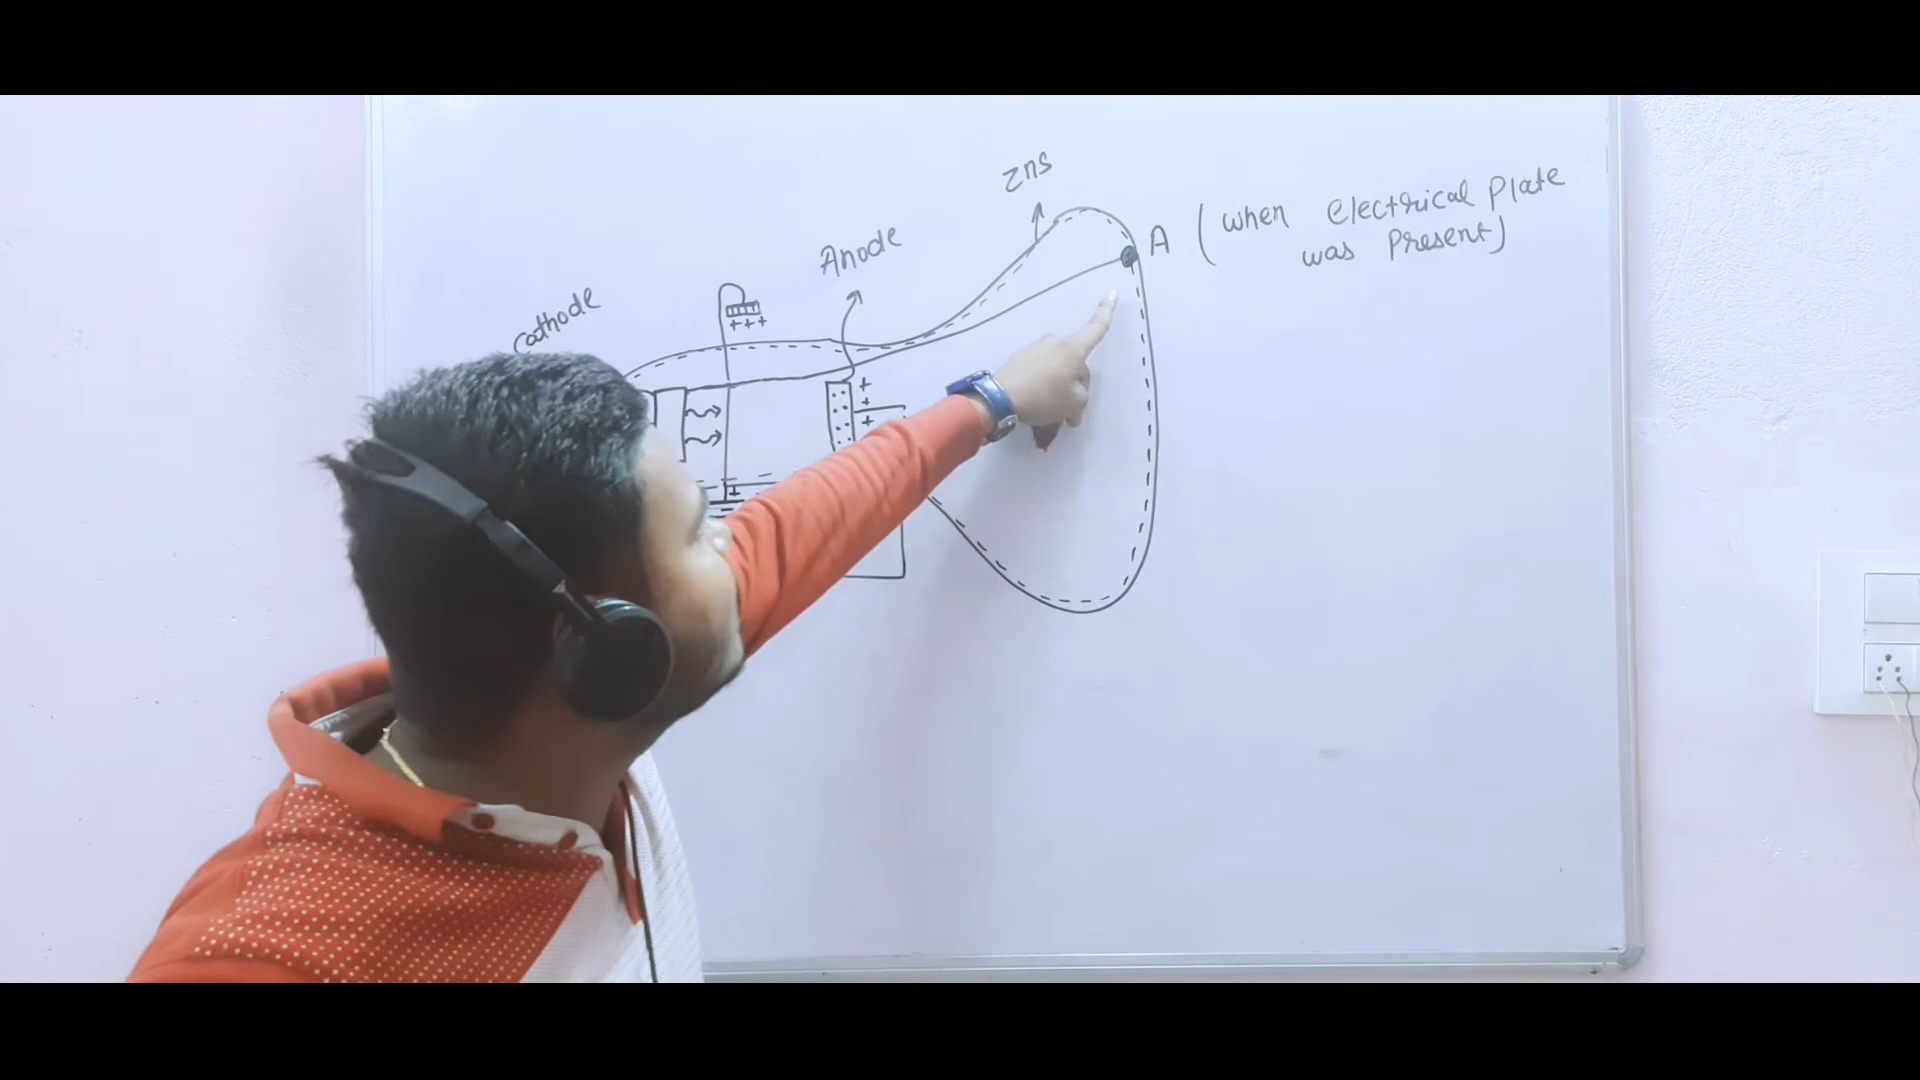 zns
A (when electrical plate
was Present)
Anode
cathode
+++
+
+
+
+